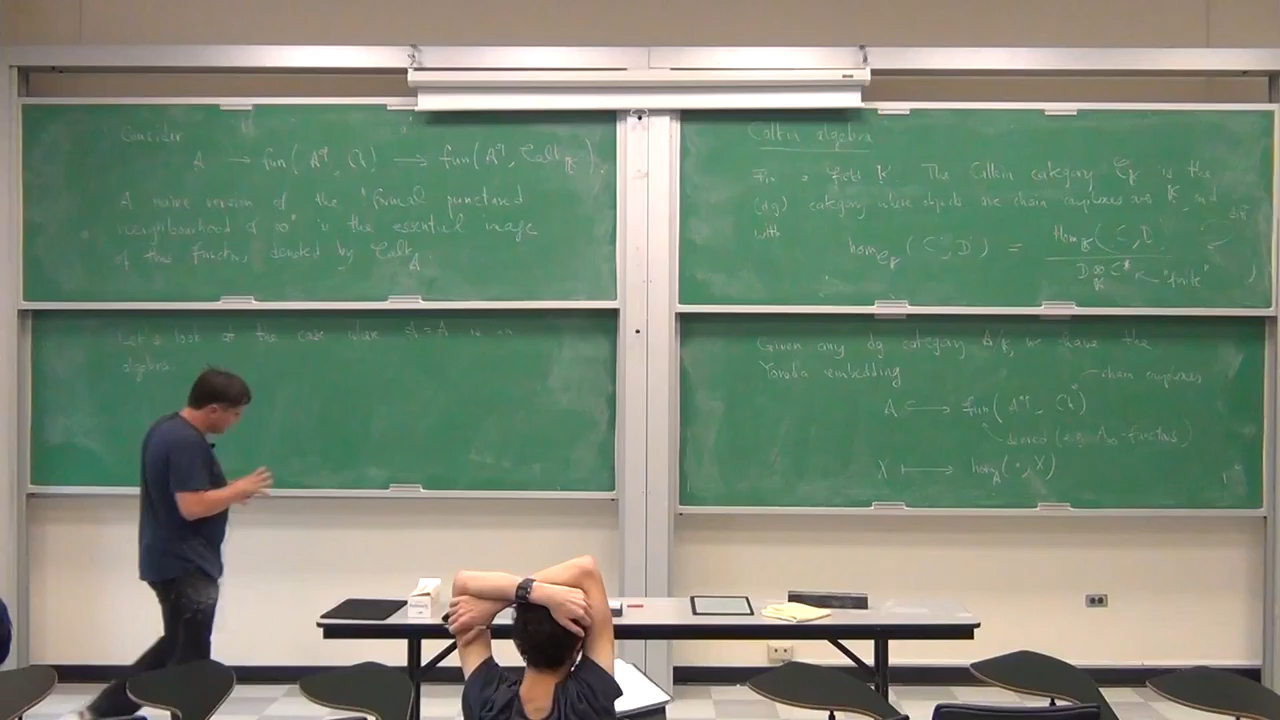 Consider
A → fun(A^op, Ch) → fun(A^op, Calk_𝕂).
A naive version of the "formal punctured
neighbourhood of ∞" is the essential image
of this functor, denoted by Calk_A.
Let's look at the case where A = A is an
algebra.
Calkin algebra
Fix a field 𝕂. The Calkin category C_𝕂 is the
(dg) category whose objects are chain complexes over 𝕂, and
with hom_{C_𝕂}(C, D) = Hom_𝕂(C, D) / D ⊗_𝕂 C* ← "finite"
Given any dg category A/𝕂, we have the
Yoneda embedding
chain complexes
A ↪ fun(A^op, Ch)
derived (e.g. A∞-functors)
X ↦ hom_A(·, X)